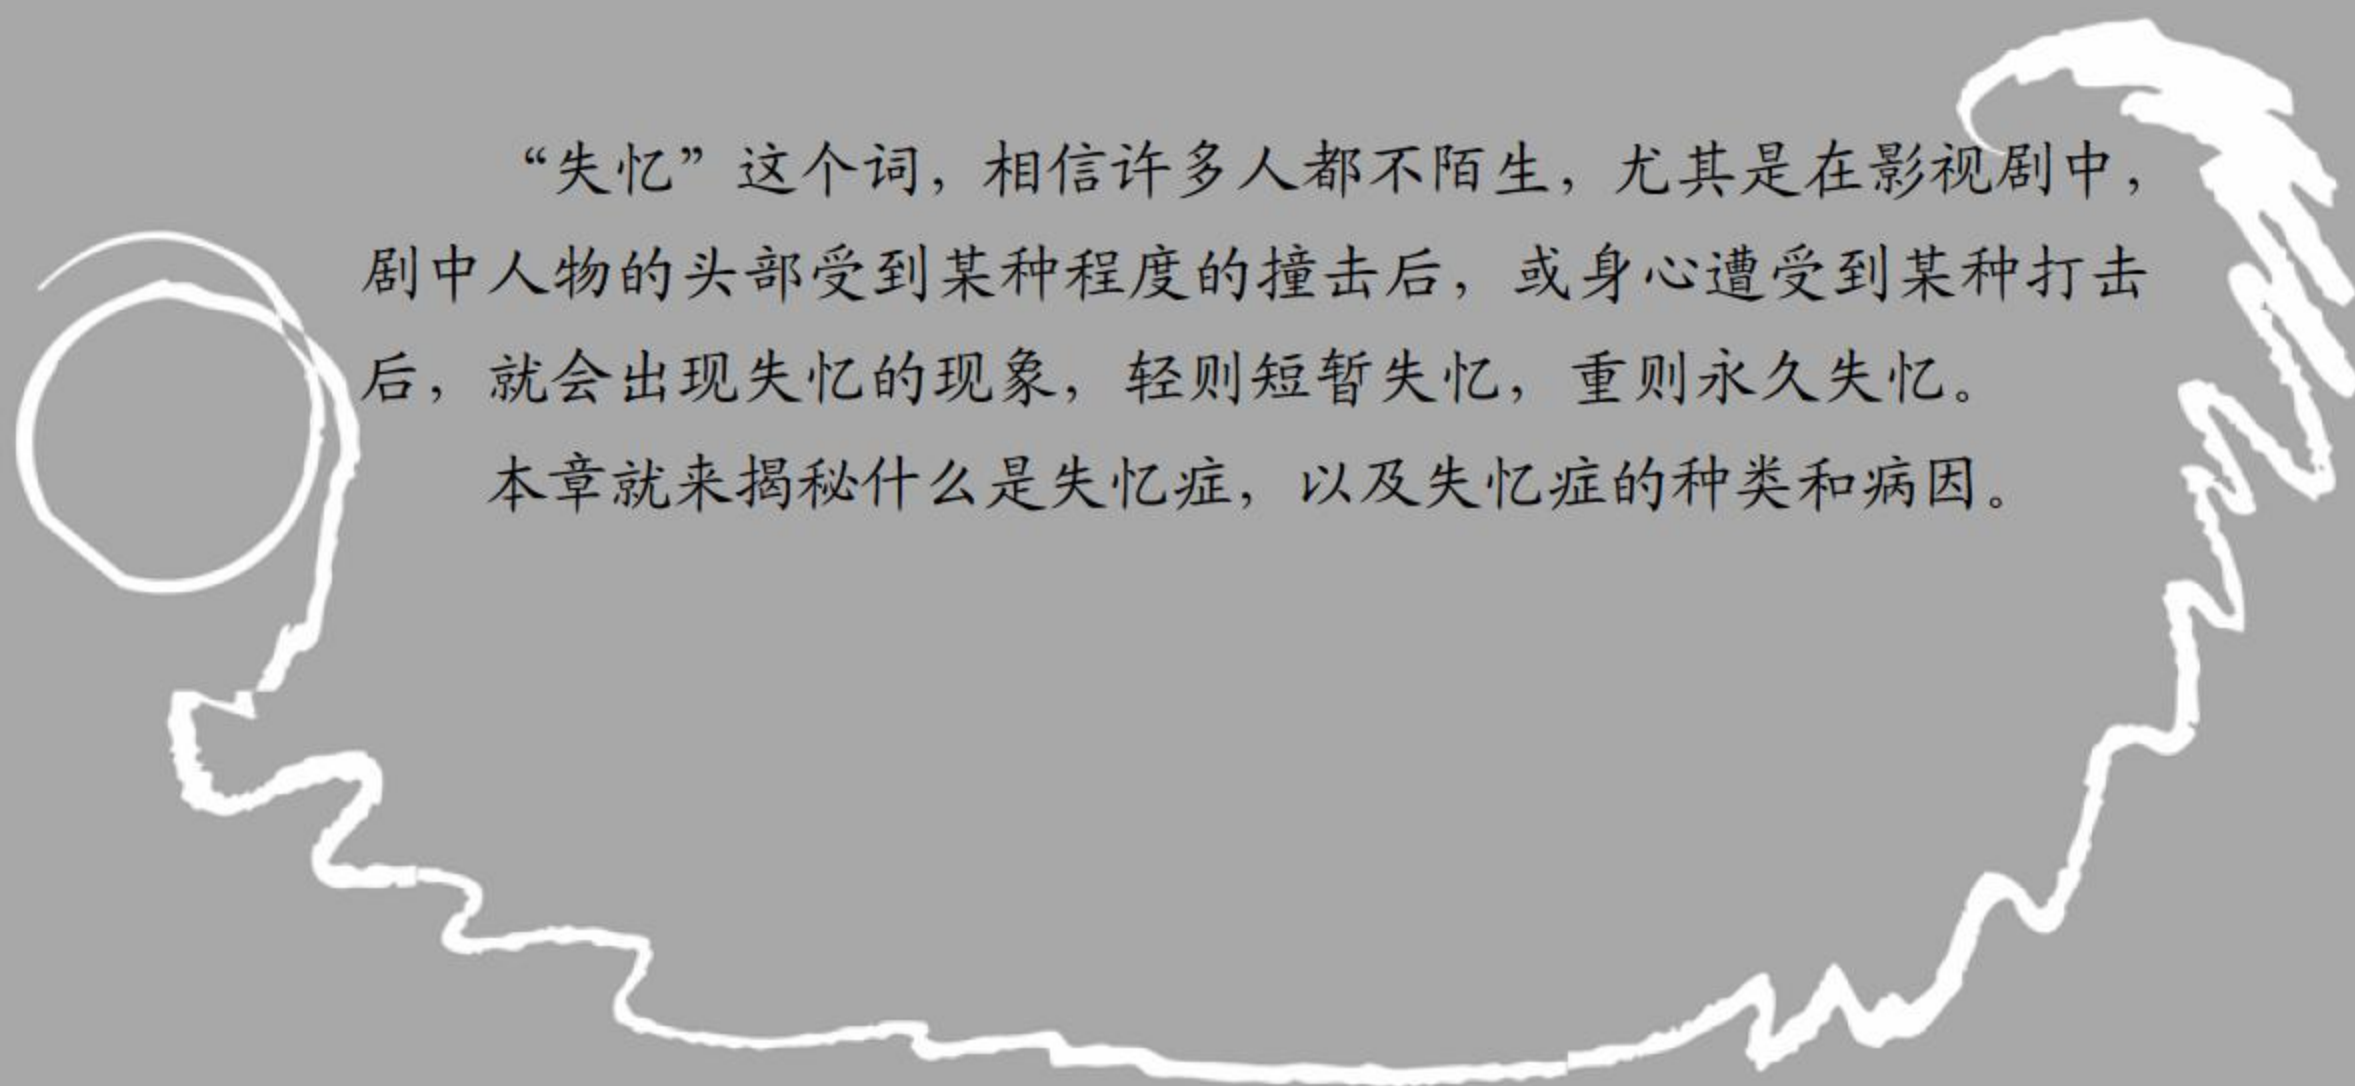 “失忆”这个词，相信许多人都不陌生，尤其是在影视剧中，
剧中人物的头部受到某种程度的撞击后，或身心遭受到某种打击
后，就会出现失忆的现象，轻则短暂失忆，重则永久失忆。
本章就来揭秘什么是失忆症，以及失忆症的种类和病因。